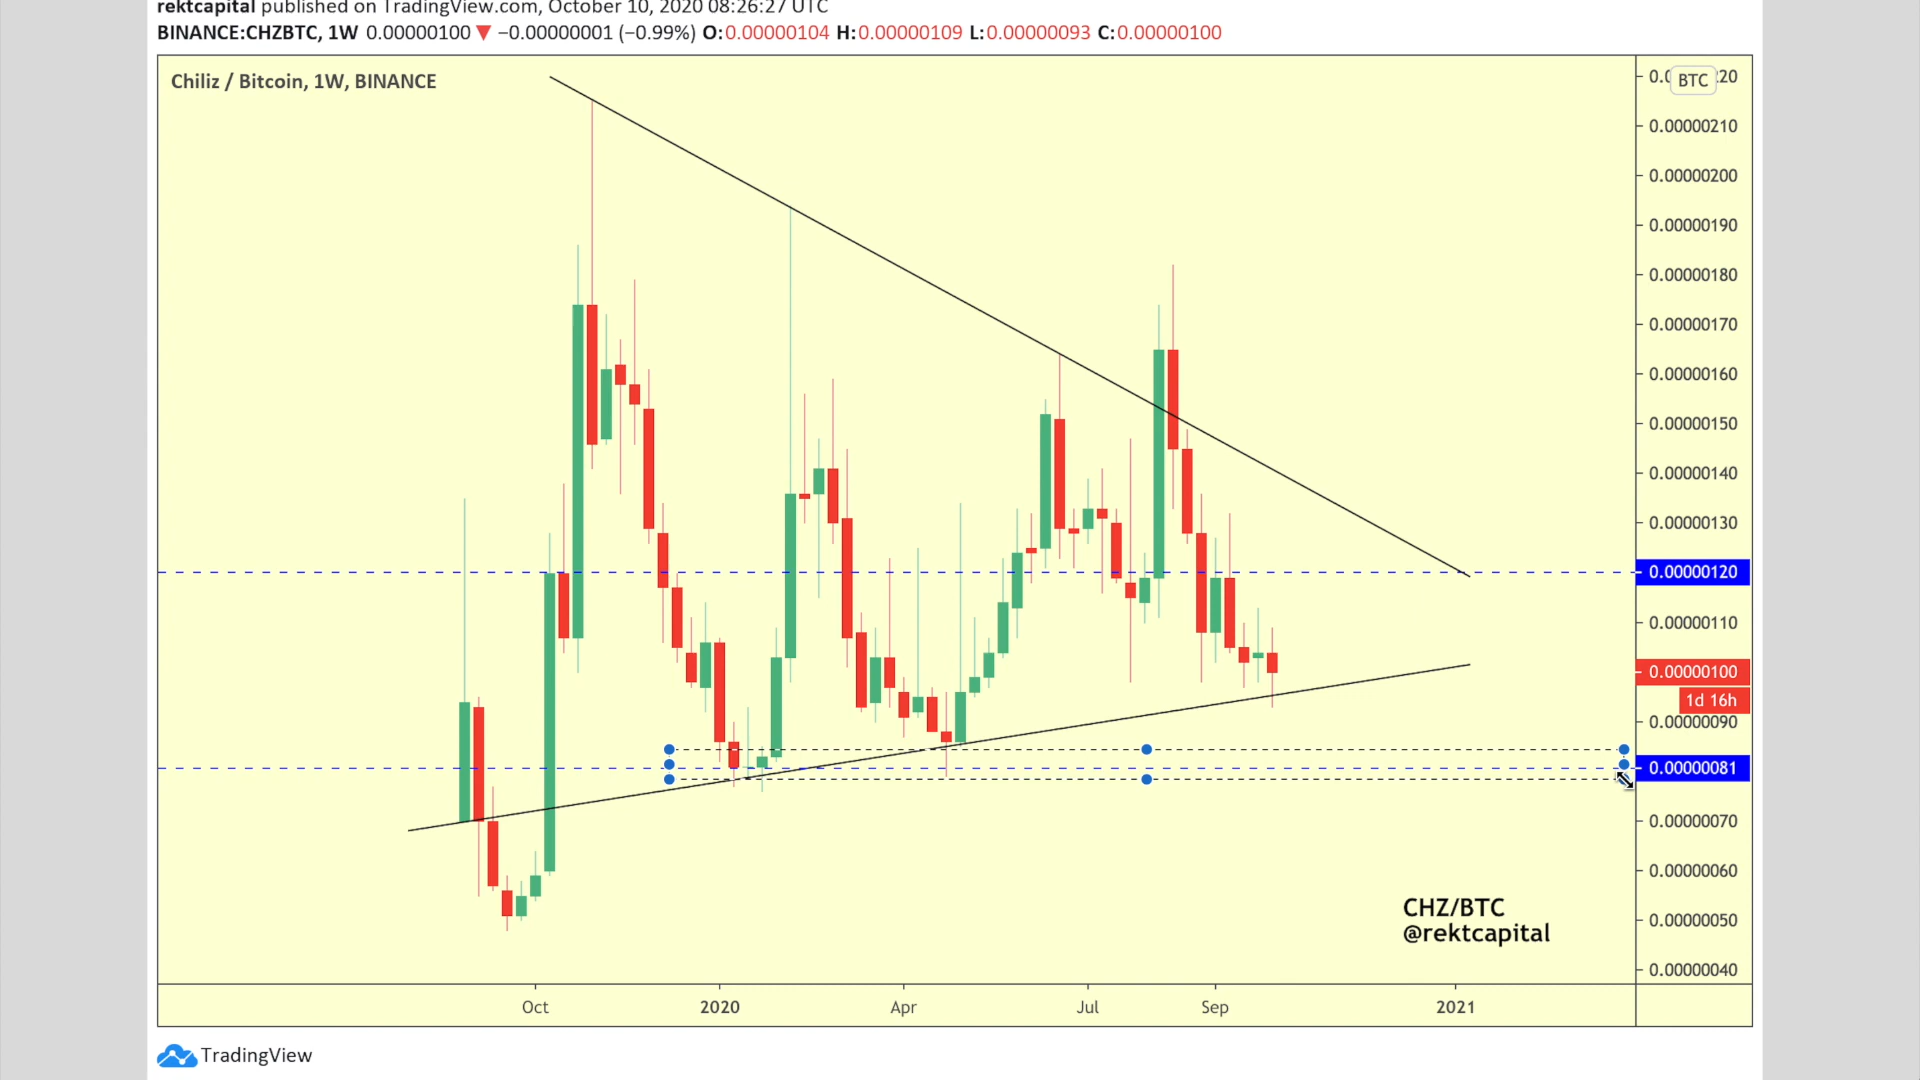 rektcapital published on TradingView.com, October 10, 2020 08:26:27 UTC
BINANCE:CHZBTC, 1W 0.00000100 ▼ −0.00000001 (−0.99%) O:0.00000104 H:0.00000109 L:0.00000093 C:0.00000100
Chiliz / Bitcoin, 1W, BINANCE
BTC
0.00000210
0.00000200
0.00000190
0.00000180
0.00000170
0.00000160
0.00000150
0.00000140
0.00000130
0.00000120
0.00000110
0.00000100
1d 16h
0.00000090
0.00000081
0.00000070
0.00000060
0.00000050
0.00000040
CHZ/BTC
@rektcapital
Oct 2020 Apr Jul Sep 2021
TradingView